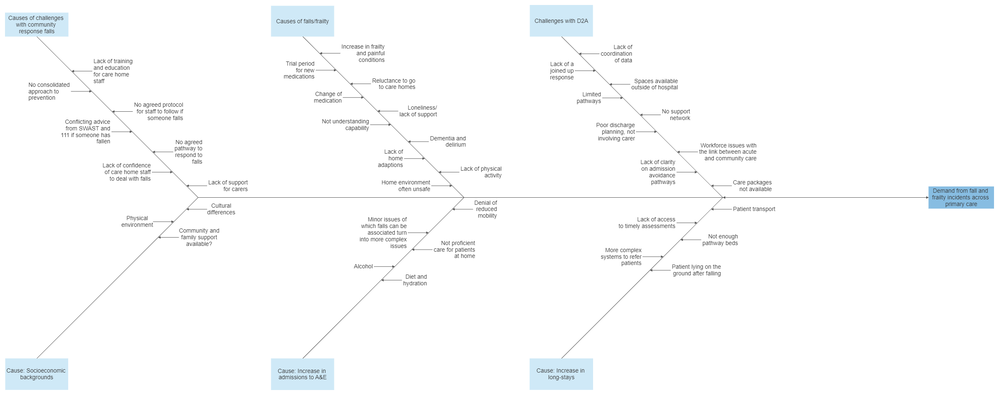 Causes of challenges
with community
response falls
Causes of falls/frailty
Challenges with D2A
Lack of training
and education
for care home
staff
No consolidated
approach to
prevention
No agreed protocol
for staff to follow if
someone falls
Conflicting advice
from SWAST and
111 if someone has
fallen
No agreed
pathway to
respond to
falls
Lack of confidence
of care home staff
to deal with falls
Lack of support
for carers
Increase in frailty
and painful
conditions
Trial period
for new
medications
Reluctance to go
to care homes
Change of
medication
Loneliness/
lack of support
Not understanding
capability
Dementia and
delirium
Lack of
home
adaptions
Lack of physical
activity
Home environment
often unsafe
Lack of
coordination
of data
Lack of a
joined up
response
Spaces available
outside of hospital
Limited
pathways
No support
network
Poor discharge
planning, not
involving carer
Workforce issues with
the link between acute
and community care
Lack of clarity
on admission
avoidance
pathways
Care packages
not available
Demand from fall and
frailty incidents across
primary care
Cultural
differences
Physical
environment
Community and
family support
available?
Denial of
reduced
mobility
Minor issues of
which falls can be
associated turn
into more complex
issues
Not proficient
care for patients
at home
Alcohol
Diet and
hydration
Patient transport
Lack of access
to timely assessments
Not enough
pathway beds
More complex
systems to refer
patients
Patient lying on the
ground after falling
Cause: Socioeconomic
backgrounds
Cause: Increase in
admissions to A&E
Cause: Increase in
long-stays